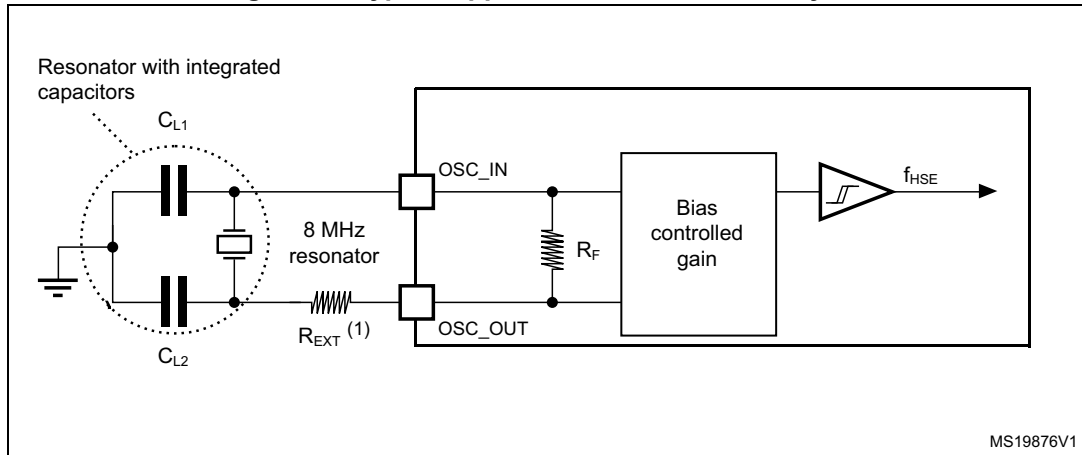 Resonator with integrated
capacitors
CL1
OSC_IN
fHSE
8 MHz
resonator
RF
Bias
controlled
gain
REXT (1)
OSC_OUT
CL2
MS19876V1